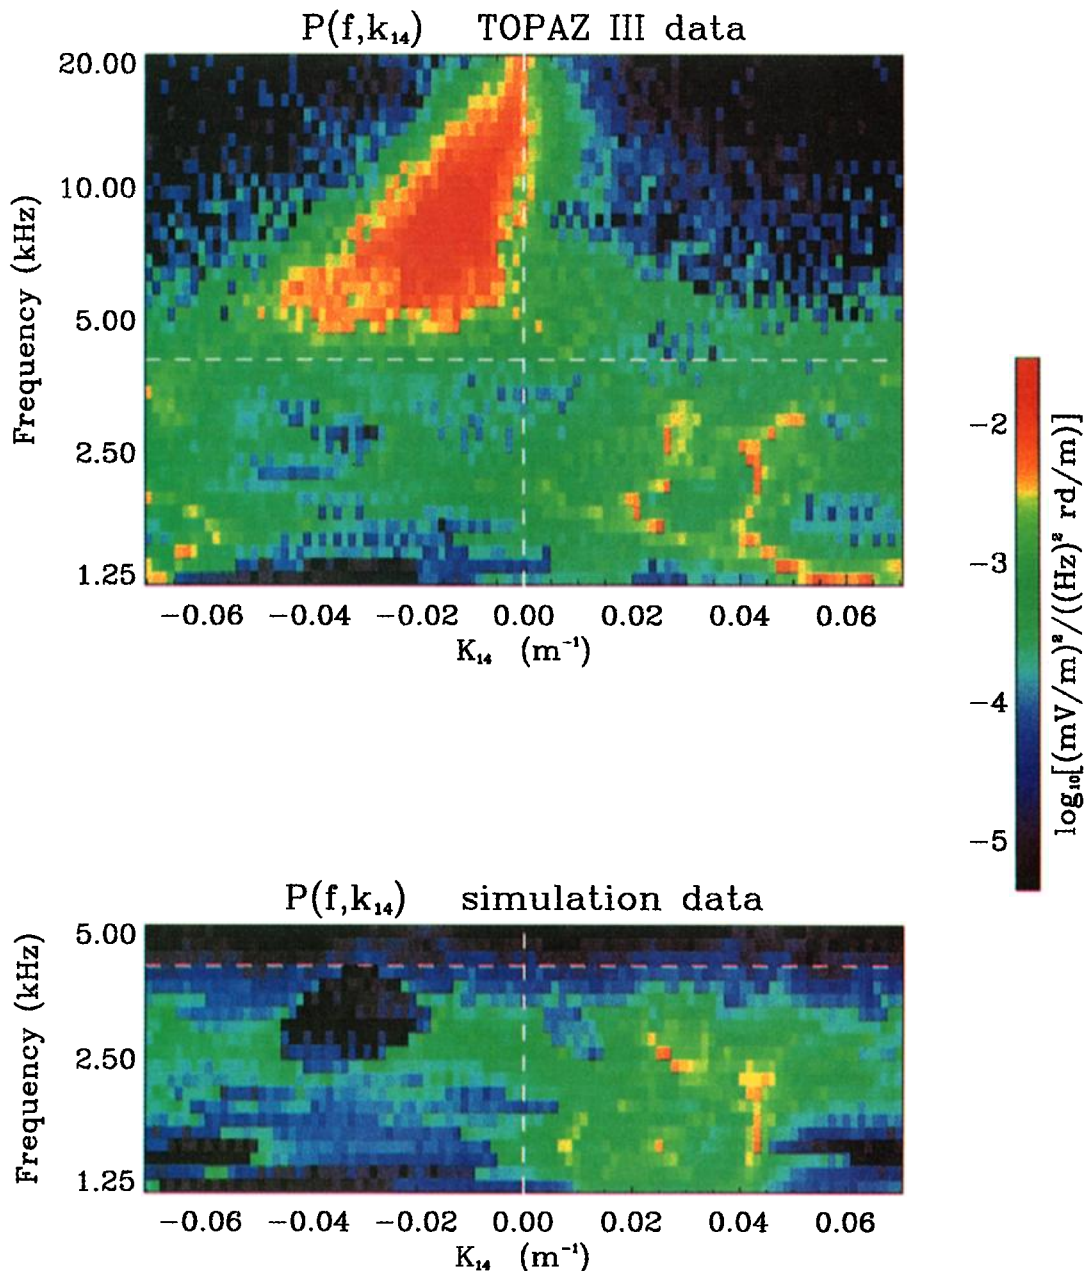 P(f,k₁₄) TOPAZ III data
20.00
10.00
5.00
2.50
1.25
Frequency (kHz)
−0.06 −0.04 −0.02 0.00 0.02 0.04 0.06
K₁₄ (m⁻¹)
−2
−3
−4
−5
log₁₀[(mV/m)²/((Hz)² rd/m)]
P(f,k₁₄) simulation data
5.00
2.50
1.25
Frequency (kHz)
−0.06 −0.04 −0.02 0.00 0.02 0.04 0.06
K₁₄ (m⁻¹)